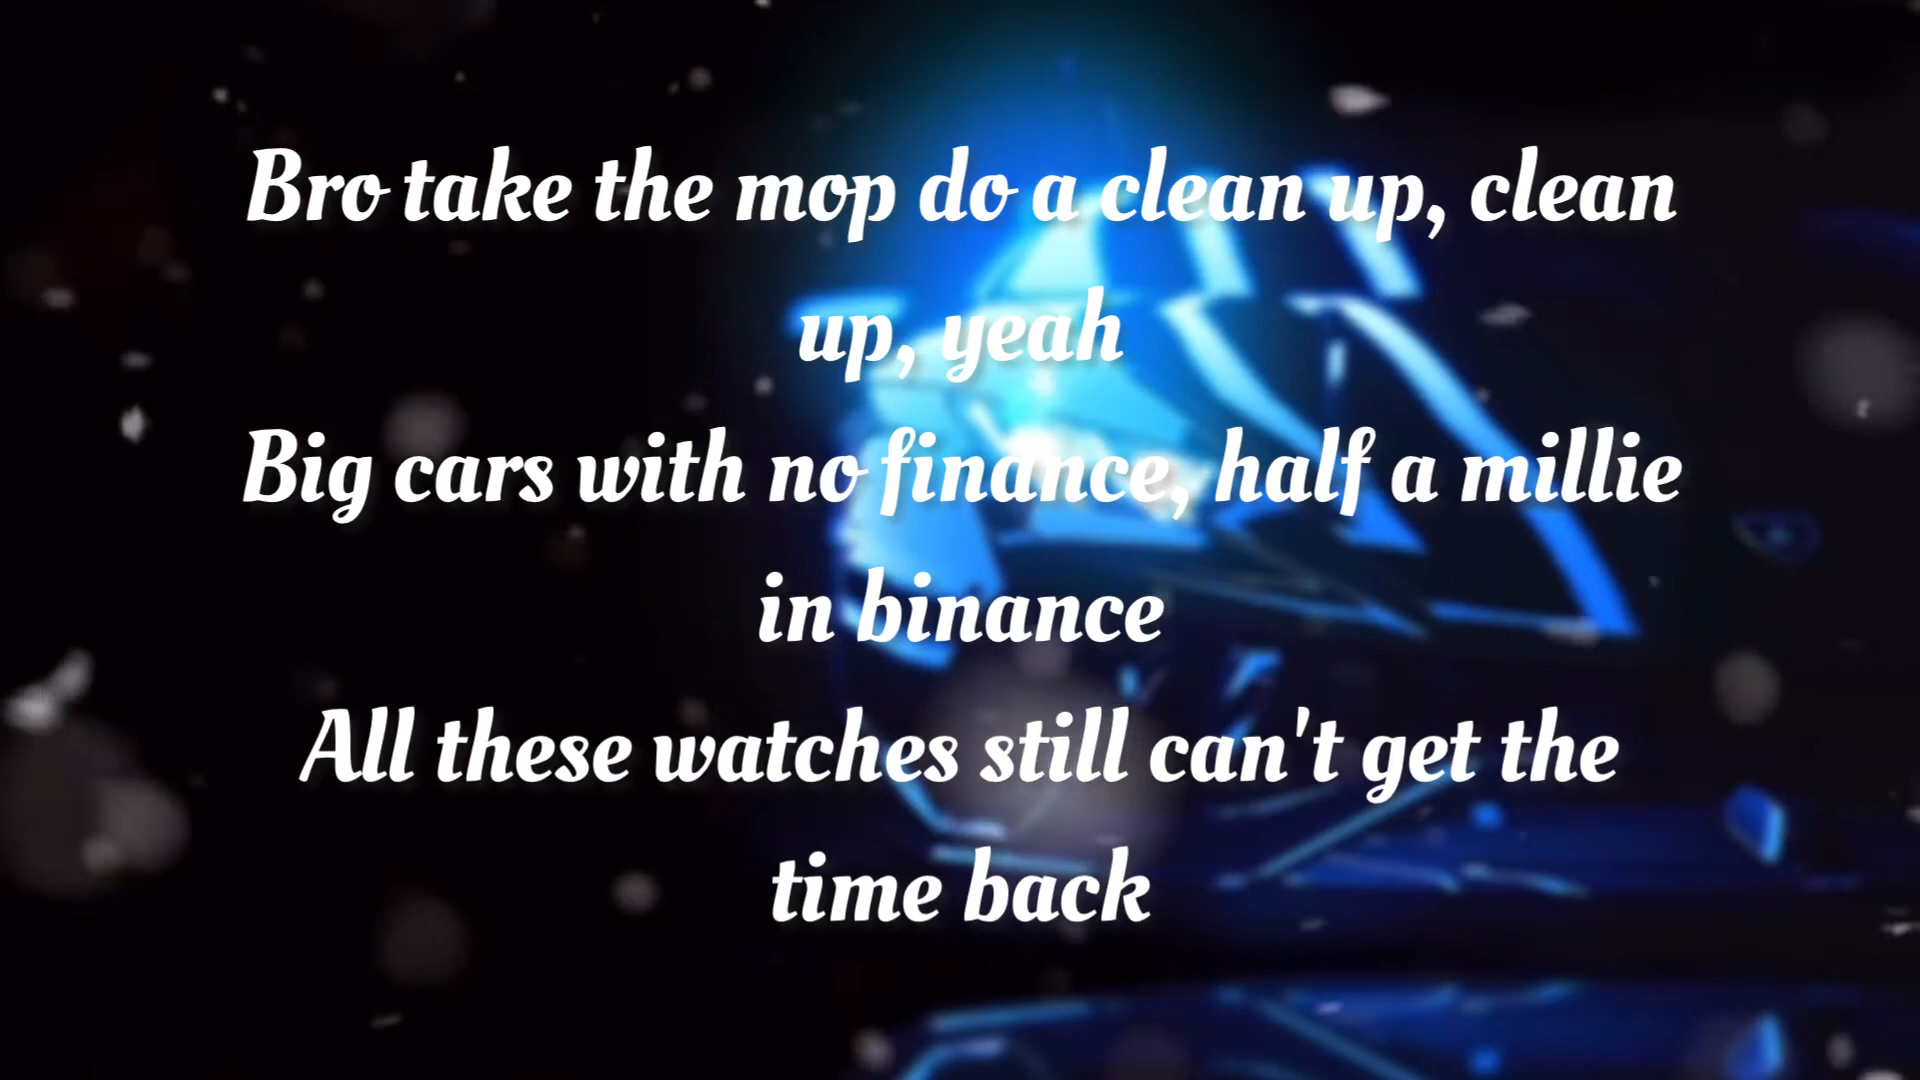 Bro take the mop do a clean up, clean
up, yeah
Big cars with no finance, half a millie
in binance
All these watches still can't get the
time back